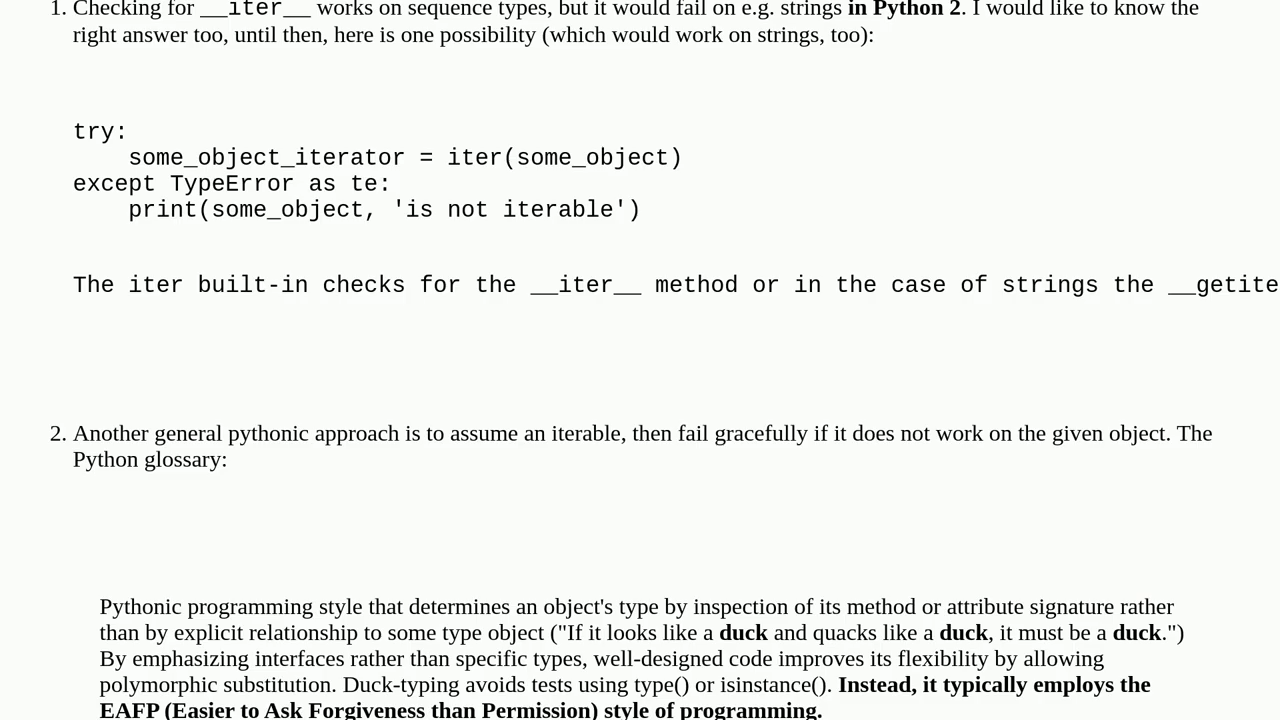 1. Checking for __iter__ works on sequence types, but it would fail on e.g. strings in Python 2. I would like to know the
right answer too, until then, here is one possibility (which would work on strings, too):
try:
    some_object_iterator = iter(some_object)
except TypeError as te:
    print(some_object, 'is not iterable')
The iter built-in checks for the __iter__ method or in the case of strings the __getite
2. Another general pythonic approach is to assume an iterable, then fail gracefully if it does not work on the given object. The
Python glossary:
Pythonic programming style that determines an object's type by inspection of its method or attribute signature rather
than by explicit relationship to some type object ("If it looks like a duck and quacks like a duck, it must be a duck.")
By emphasizing interfaces rather than specific types, well-designed code improves its flexibility by allowing
polymorphic substitution. Duck-typing avoids tests using type() or isinstance(). Instead, it typically employs the
EAFP (Easier to Ask Forgiveness than Permission) style of programming.